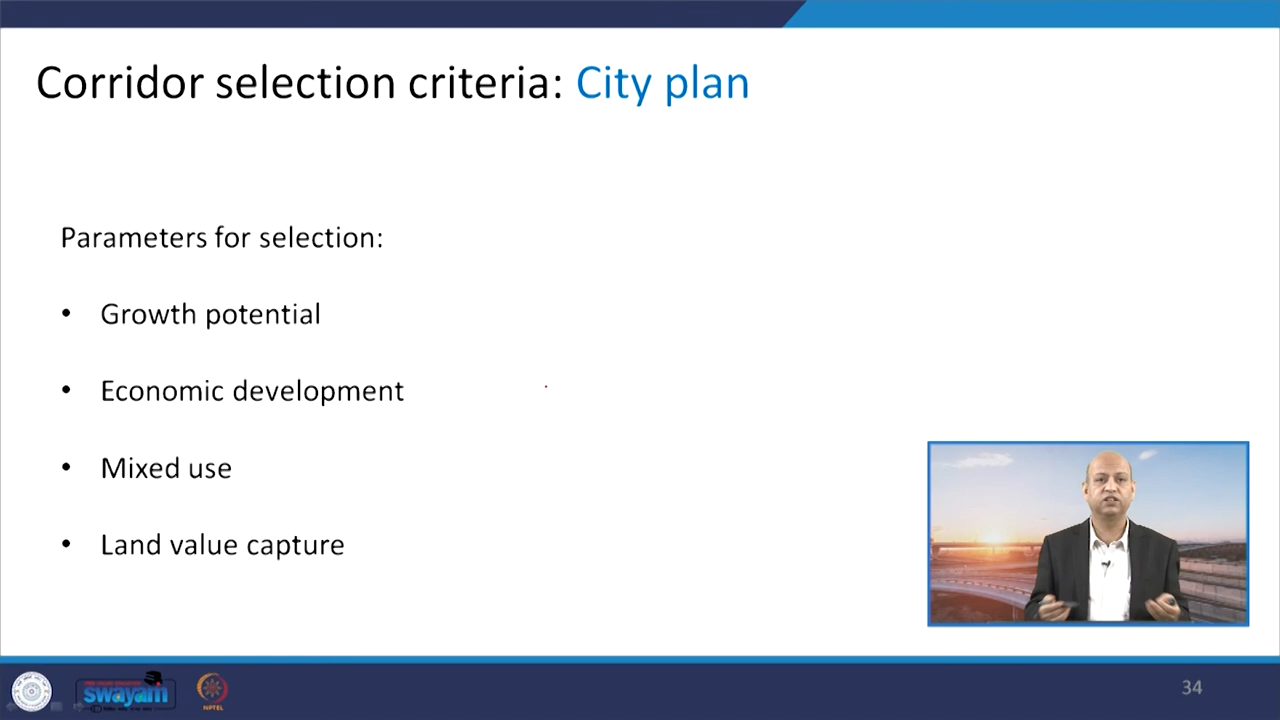 Corridor selection criteria: City plan
Parameters for selection:
• Growth potential
• Economic development
• Mixed use
• Land value capture
swayam
NPTEL
34